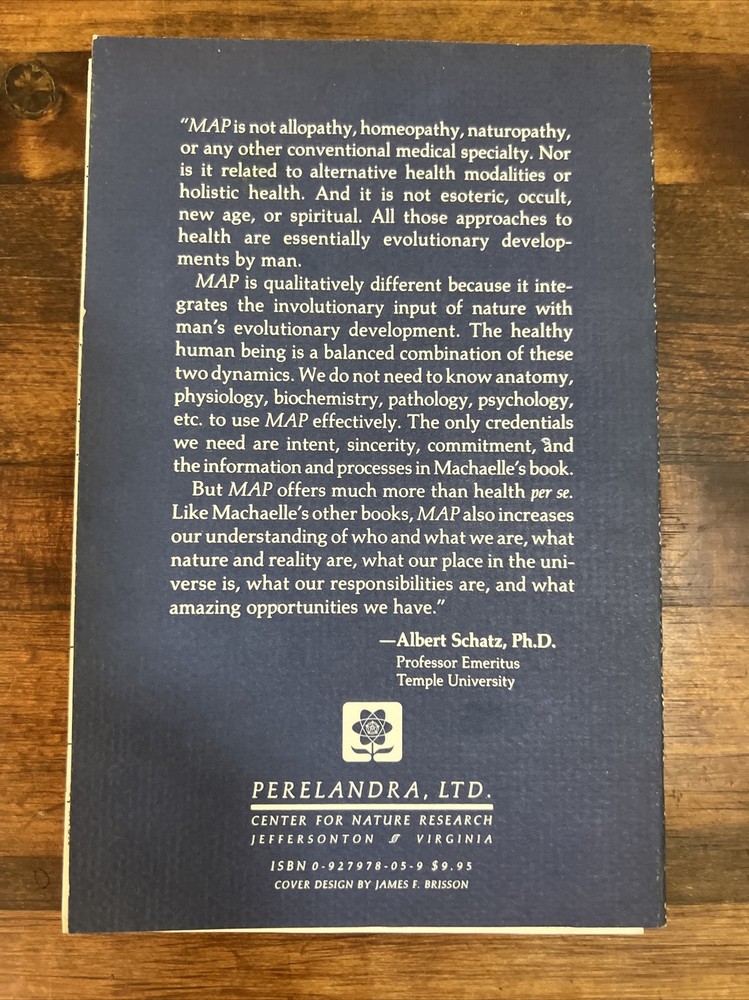 “MAP is not allopathy, homeopathy, naturopathy,
or any other conventional medical specialty. Nor
is it related to alternative health modalities or
holistic health. And it is not esoteric, occult,
new age, or spiritual. All those approaches to
health are essentially evolutionary develop-
ments by man.
MAP is qualitatively different because it inte-
grates the involutionary input of nature with
man’s evolutionary development. The healthy
human being is a balanced combination of these
two dynamics. We do not need to know anatomy,
physiology, biochemistry, pathology, psychology,
etc. to use MAP effectively. The only credentials
we need are intent, sincerity, commitment, and
the information and processes in Machaelle’s book.
But MAP offers much more than health per se.
Like Machaelle’s other books, MAP also increases
our understanding of who and what we are, what
nature and reality are, what our place in the uni-
verse is, what our responsibilities are, and what
amazing opportunities we have.”
—Albert Schatz, Ph.D.
Professor Emeritus
Temple University
PERELANDRA, LTD.
CENTER FOR NATURE RESEARCH
JEFFERSONTON VIRGINIA
ISBN 0-927978-05-9 $9.95
COVER DESIGN BY JAMES F. BRISSON